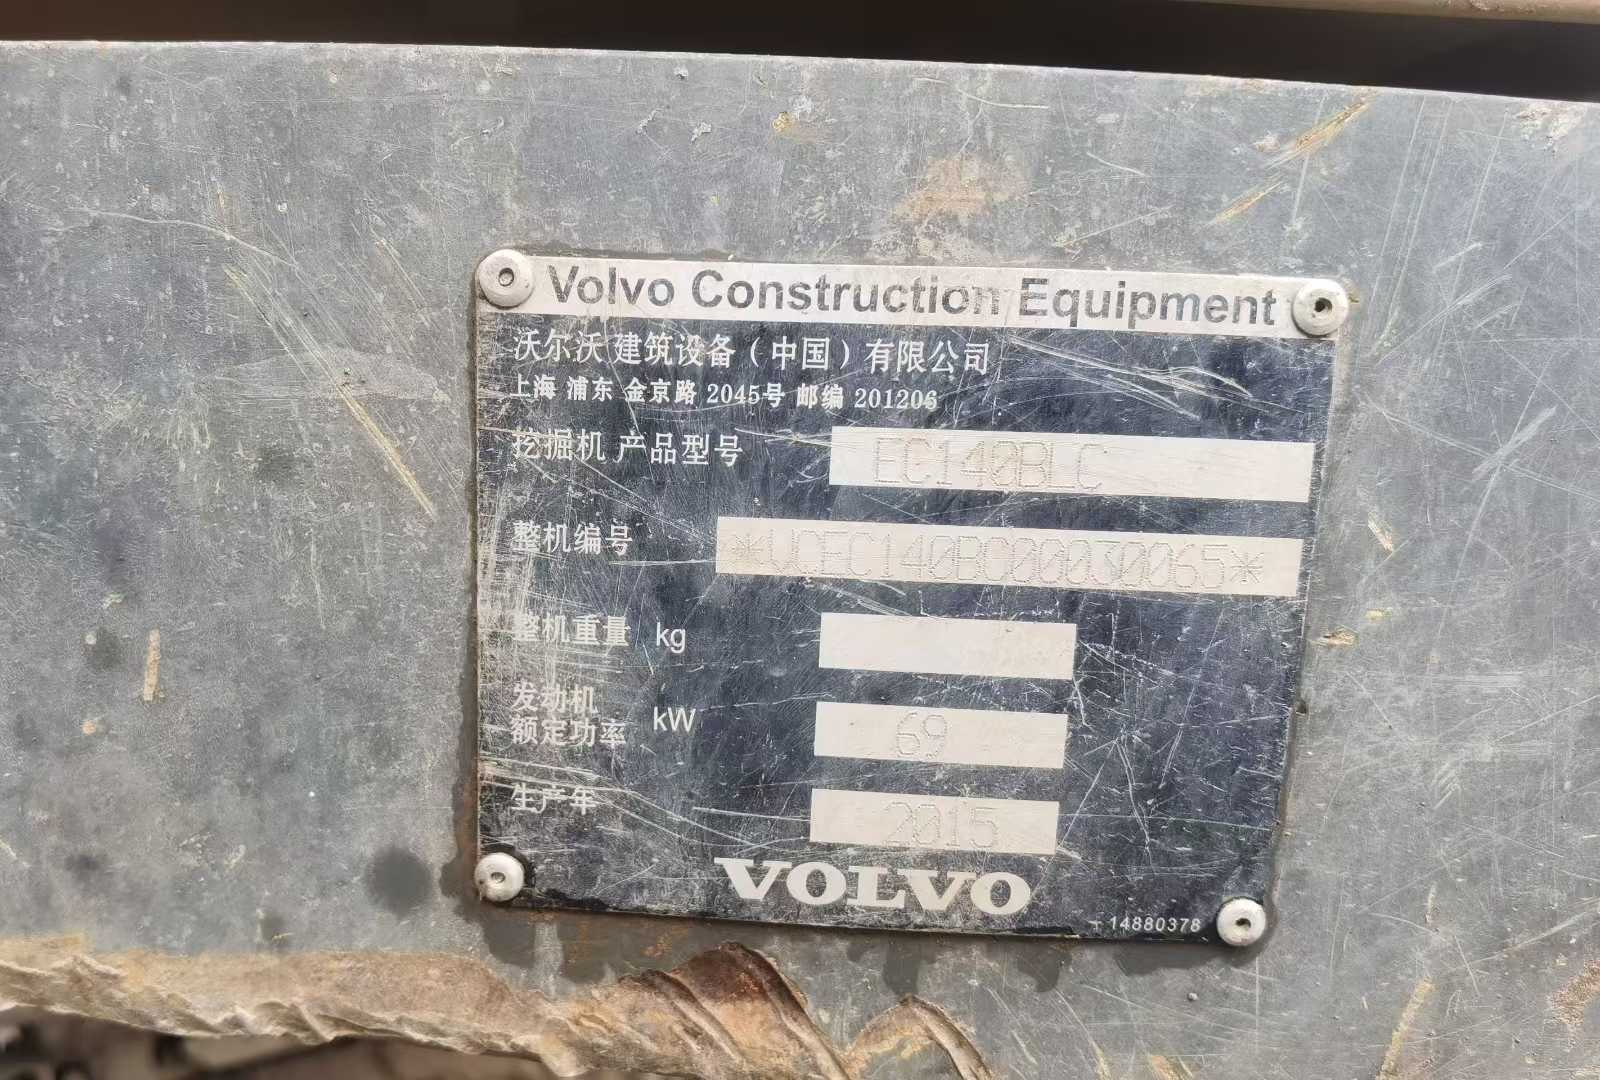 Volvo Construction Equipment
沃尔沃 建筑设备（中国）有限公司
上海 浦东 金京路 2045号 邮编 201206
挖掘机 产品型号 EC140BLC
整机编号 *VCEC140BC00030065*
整机重量 kg
发动机
额定功率 kW 69
生产年 2015
VOLVO
14880378